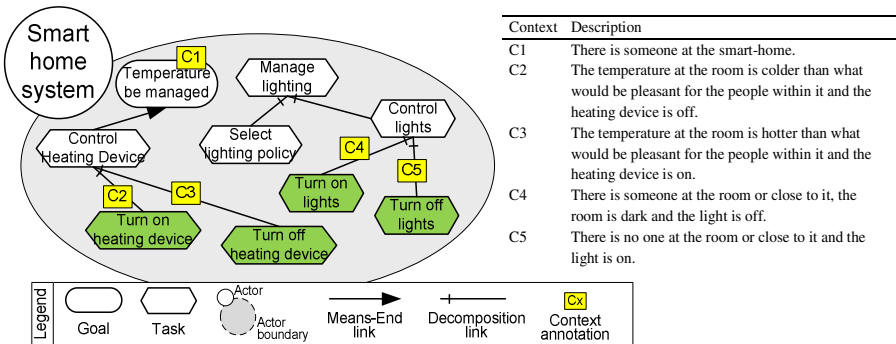 Smart
home
system
C1
Temperature
be managed
Manage
lighting
Control
lights
Control
Heating Device
Select
lighting policy
C4
C5
C2
C3
Turn on
lights
Turn off
lights
Turn on
heating device
Turn off
heating device
Legend
Goal
Task
Actor
Actor
boundary
Means-End
link
Decomposition
link
Cx
Context
annotation
Context Description
C1 There is someone at the smart-home.
C2 The temperature at the room is colder than what
would be pleasant for the people within it and the
heating device is off.
C3 The temperature at the room is hotter than what
would be pleasant for the people within it and the
heating device is on.
C4 There is someone at the room or close to it, the
room is dark and the light is off.
C5 There is no one at the room or close to it and the
light is on.